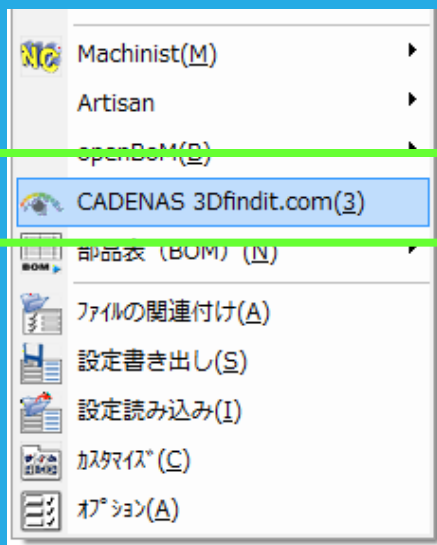 Machinist(M)
Artisan
openBoM(B)
CADENAS 3Dfindit.com(3)
部品表（BOM）(N)
BOM
ﾌｧｲﾙの関連付け(A)
設定書き出し(S)
設定読み込み(I)
ｶｽﾀﾏｲｽﾞ(C)
ｵﾌﾟｼｮﾝ(A)